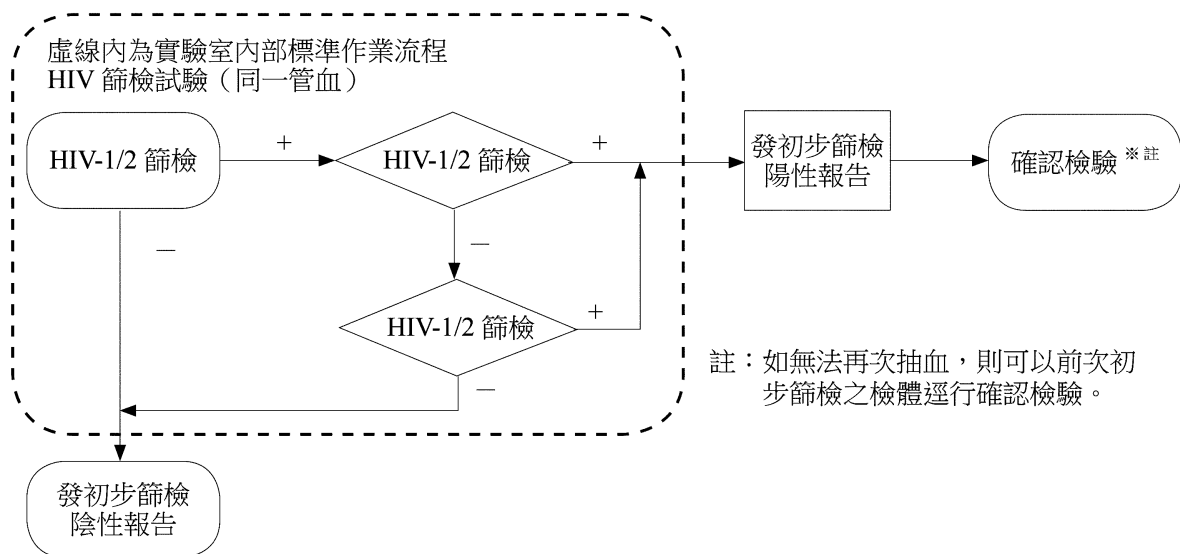 虛線內為實驗室內部標準作業流程
HIV 篩檢試驗（同一管血）
HIV-1/2 篩檢
+
HIV-1/2 篩檢
+
發初步篩檢
陽性報告
確認檢驗 ※註
－
－
HIV-1/2 篩檢
+
－
註：如無法再次抽血，則可以前次初
步篩檢之檢體逕行確認檢驗。
發初步篩檢
陰性報告